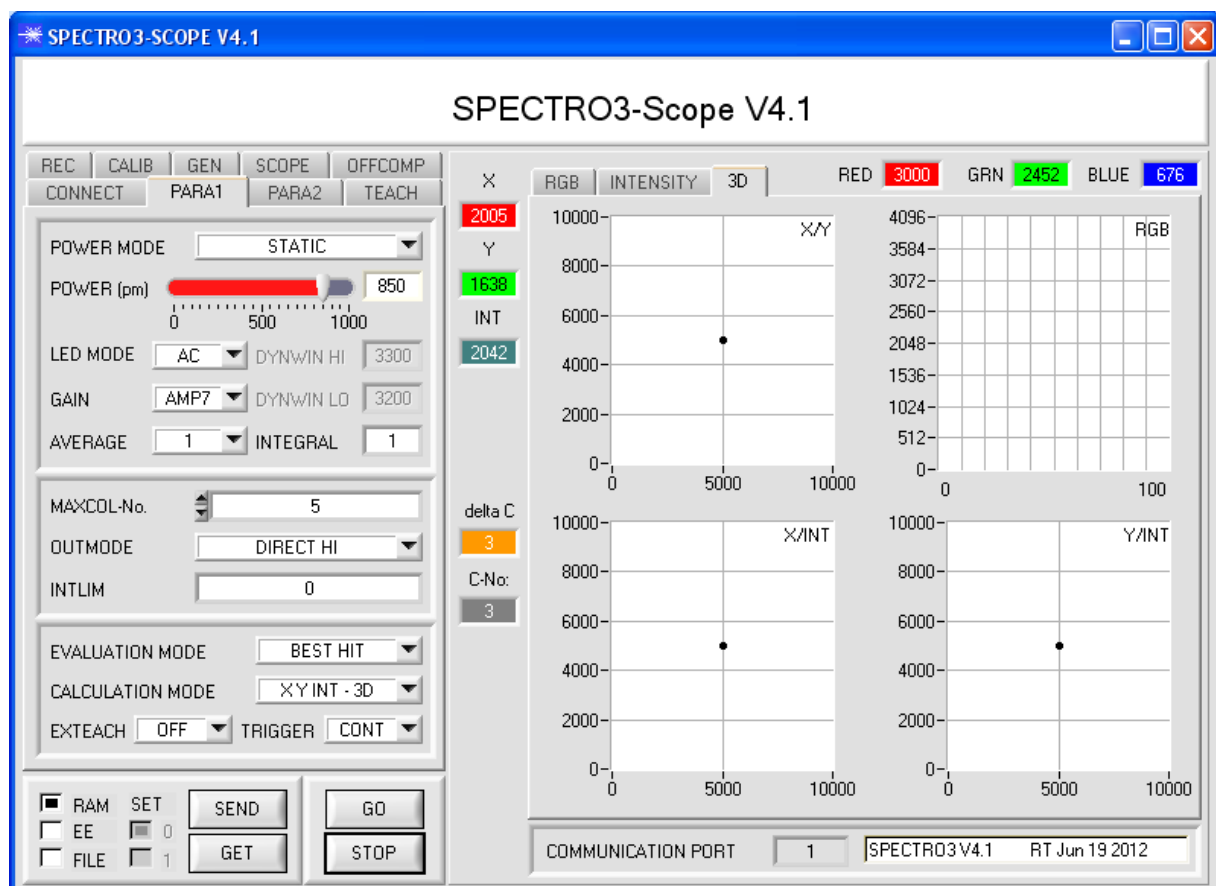 SPECTRO3-SCOPE V4.1
SPECTRO3-Scope V4.1
REC CALIB GEN SCOPE OFFCOMP
CONNECT PARA1 PARA2 TEACH
POWER MODE STATIC
POWER (pm) 850
0 500 1000
LED MODE AC DYNWIN HI 3300
GAIN AMP7 DYNWIN LO 3200
AVERAGE 1 INTEGRAL 1
MAXCOL-No. 5
OUTMODE DIRECT HI
INTLIM 0
EVALUATION MODE BEST HIT
CALCULATION MODE X Y INT - 3D
EXTEACH OFF TRIGGER CONT
RAM SET SEND GO
EE 0
FILE 1 GET STOP
X
2005
Y
1638
INT
2042
delta C
3
C-No:
3
RGB INTENSITY 3D RED 3000 GRN 2452 BLUE 676
X/Y
10000
8000
6000
4000
2000
0
0 5000 10000
RGB
4096
3584
3072
2560
2048
1536
1024
512
0
0 100
X/INT
10000
8000
6000
4000
2000
0
0 5000 10000
Y/INT
10000
8000
6000
4000
2000
0
0 5000 10000
COMMUNICATION PORT 1 SPECTRO3 V4.1 RT Jun 19 2012